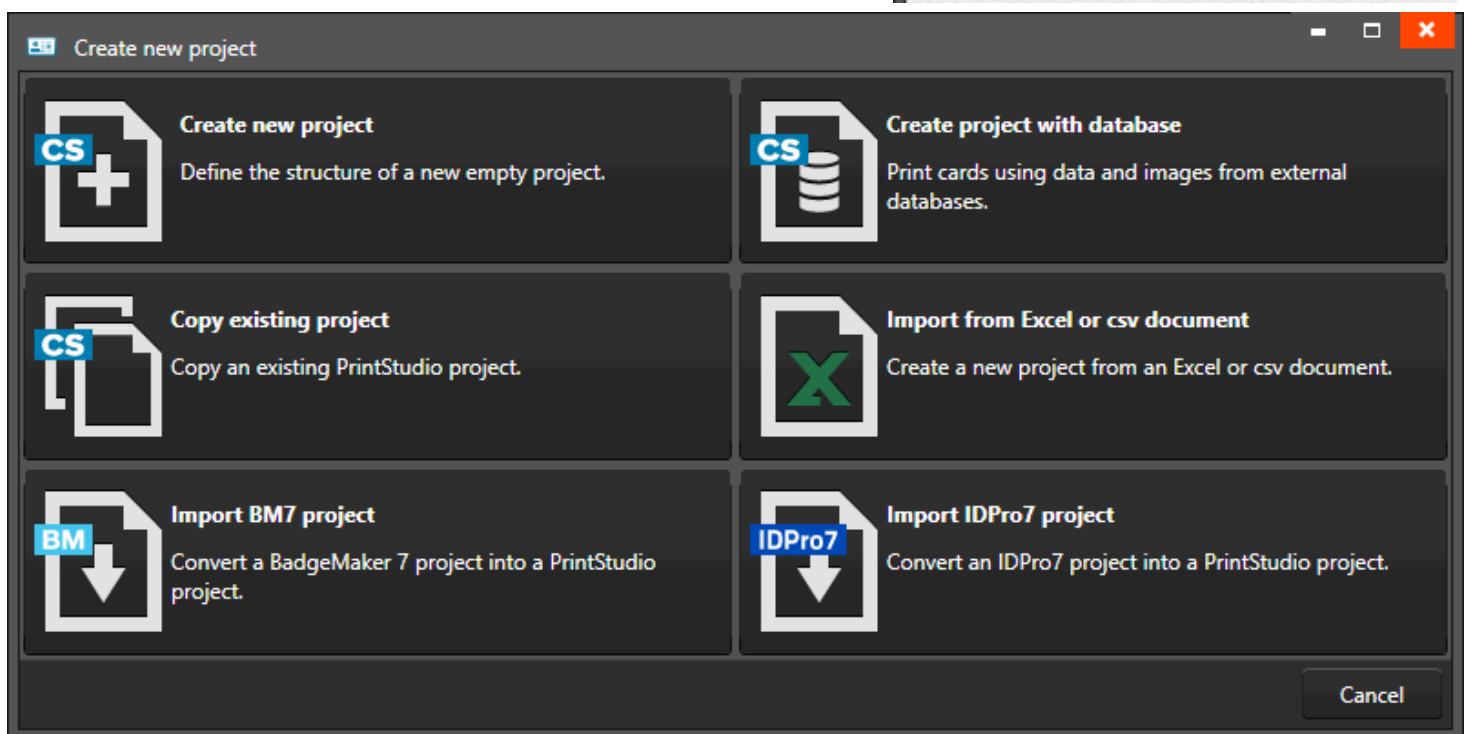 Create new project
CS
Create new project
Define the structure of a new empty project.
CS
Create project with database
Print cards using data and images from external
databases.
CS
Copy existing project
Copy an existing PrintStudio project.
X
Import from Excel or csv document
Create a new project from an Excel or csv document.
BM
Import BM7 project
Convert a BadgeMaker 7 project into a PrintStudio
project.
IDPro7
Import IDPro7 project
Convert an IDPro7 project into a PrintStudio project.
Cancel